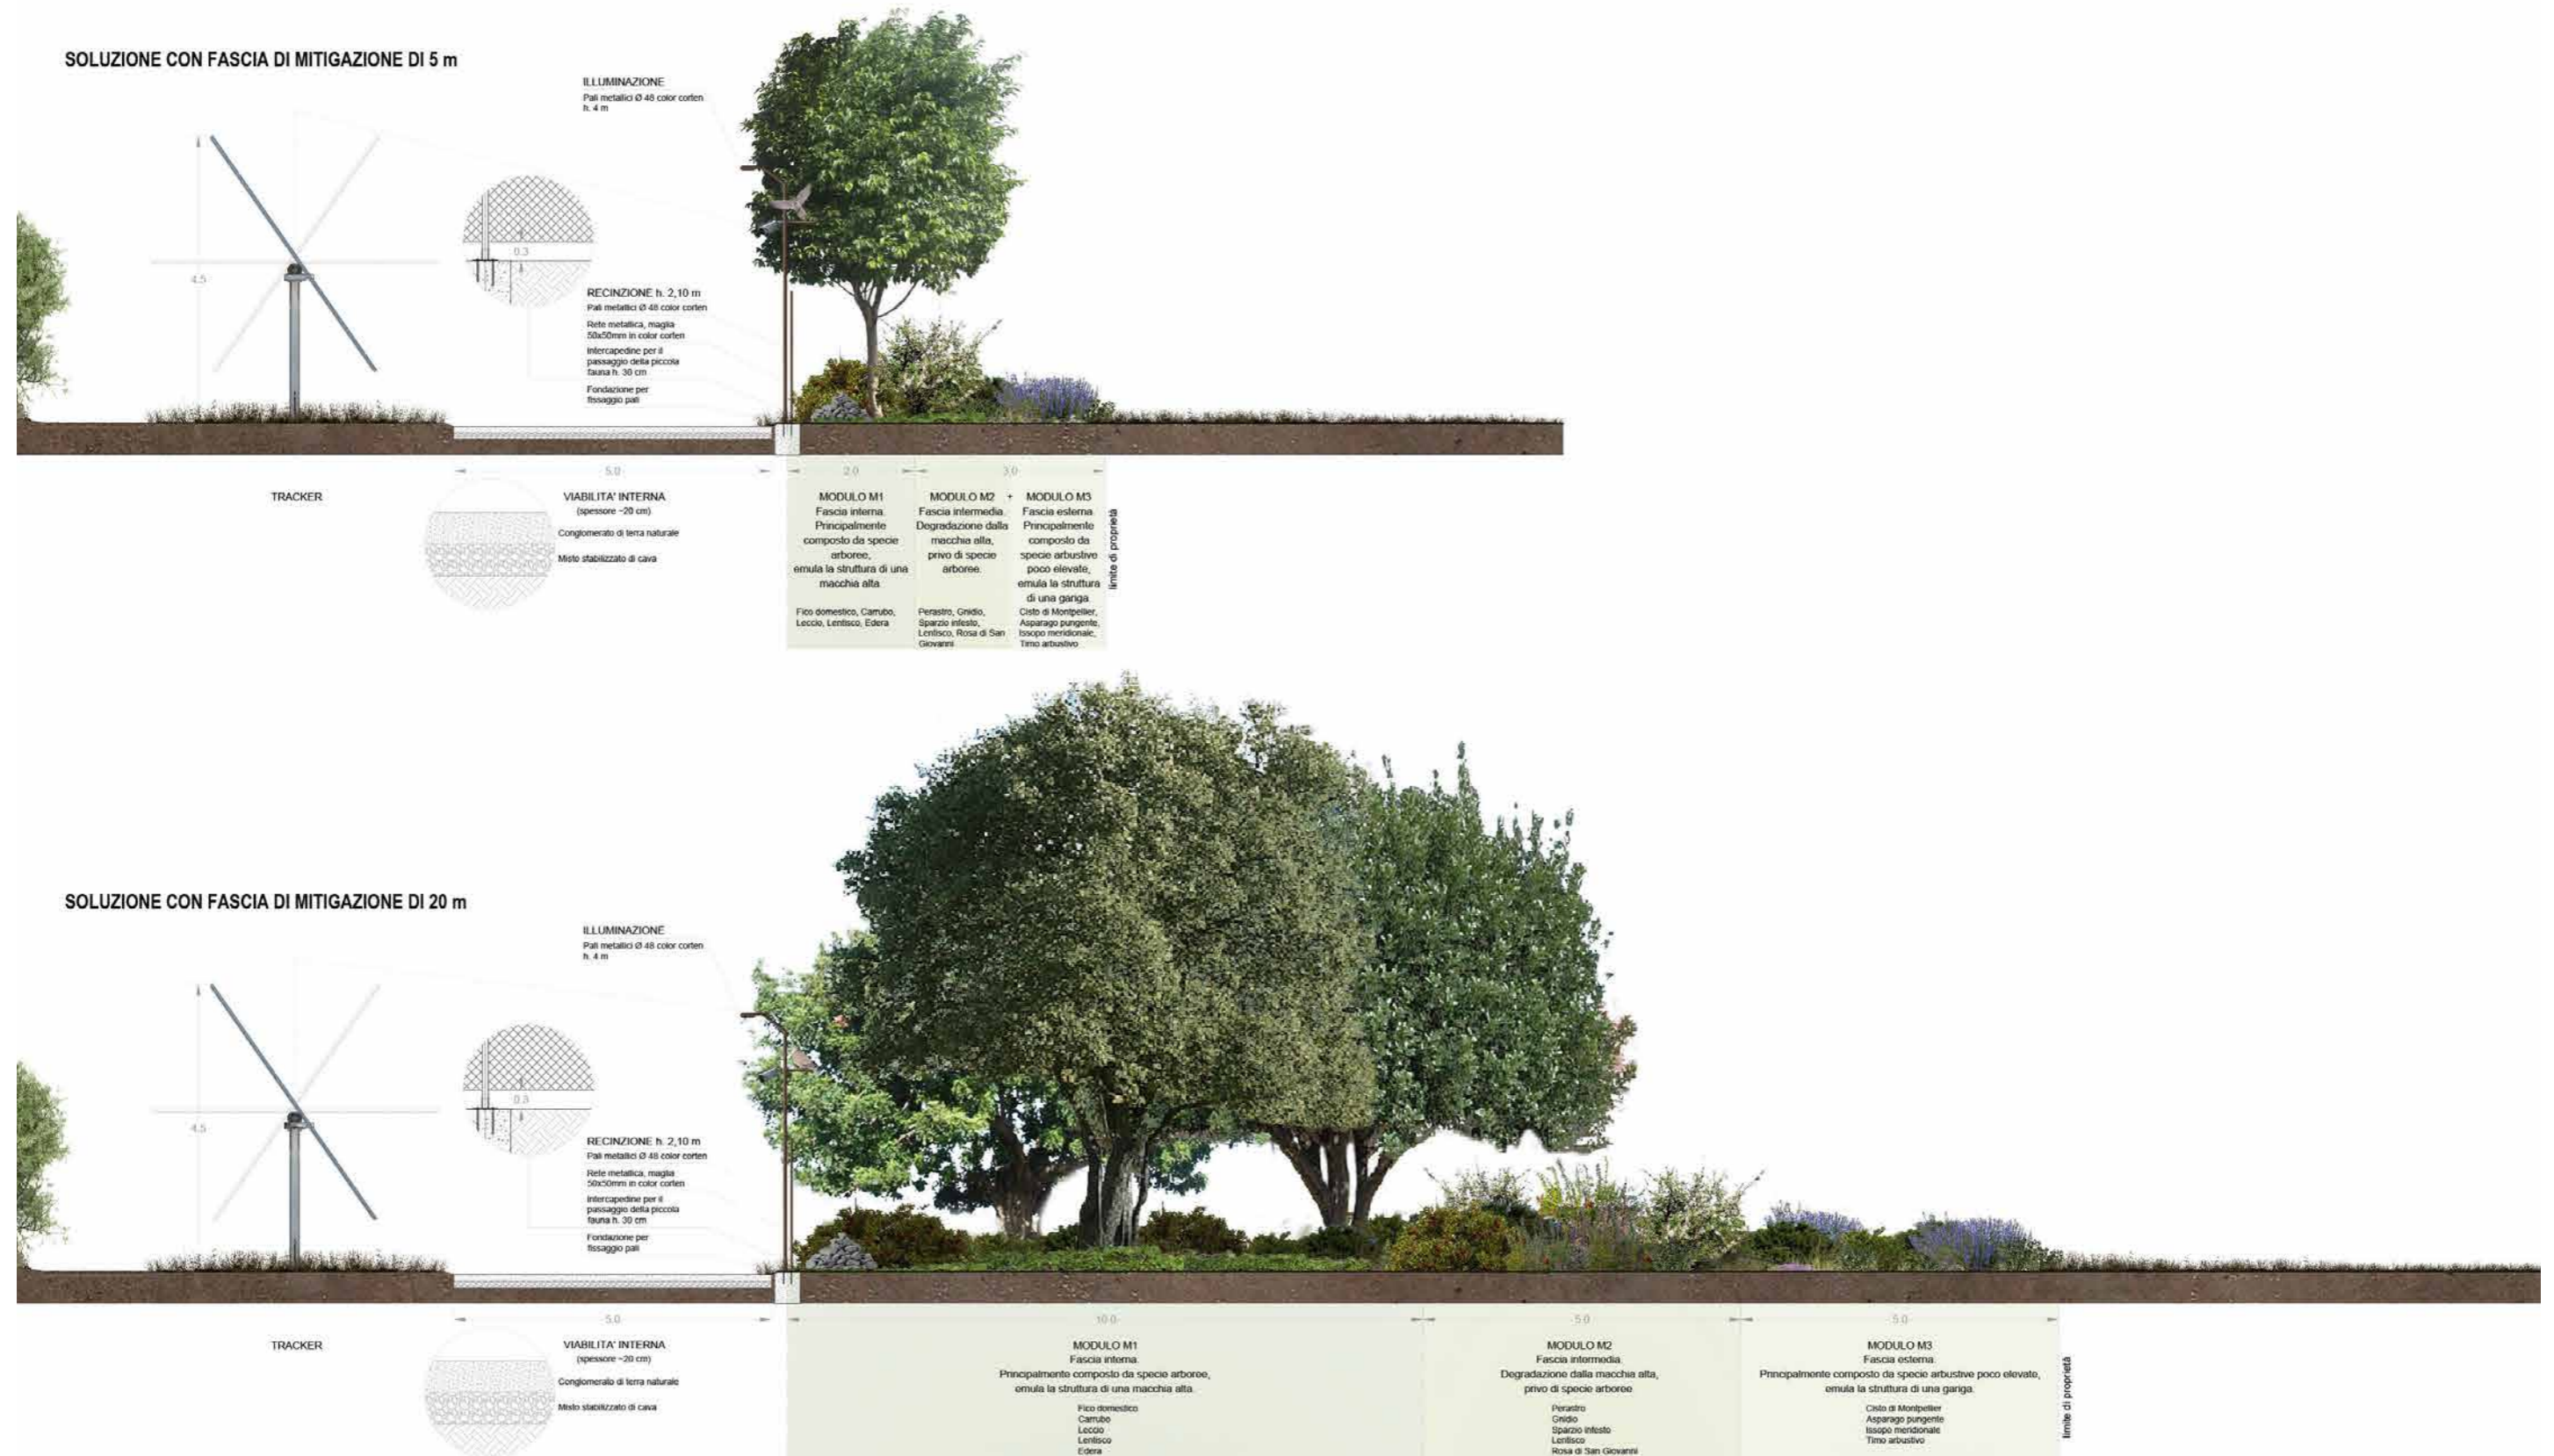 SOLUZIONE CON FASCIA DI MITIGAZIONE DI 5 m
ILLUMINAZIONE
Pali metallici Ø 48 color corten
h. 4 m
4.5
0.3
RECINZIONE h. 2,10 m
Pali metallici Ø 48 color corten
Rete metallica, maglia
50x50mm in color corten
Intercapedine per il
passaggio della piccola
fauna h. 30 cm
Fondazione per
fissaggio pali
5.0
2.0
3.0
TRACKER
VIABILITA' INTERNA
(spessore ~20 cm)
Conglomerato di terra naturale
Misto stabilizzato di cava
MODULO M1
Fascia interna.
Principalmente
composto da specie
arboree,
emula la struttura di una
macchia alta.
Fico domestico, Carrubo,
Leccio, Lentisco, Edera
MODULO M2 +
Fascia intermedia.
Degradazione dalla
macchia alta,
privo di specie
arboree.
Perastro, Gnidio,
Sparzio infesto,
Lentisco, Rosa di San
Giovanni
MODULO M3
Fascia esterna.
Principalmente
composto da
specie arbustive
poco elevate,
emula la struttura
di una gariga.
Cisto di Montpellier,
Asparago pungente,
Issopo meridionale,
Timo arbustivo
limite di proprietà
SOLUZIONE CON FASCIA DI MITIGAZIONE DI 20 m
ILLUMINAZIONE
Pali metallici Ø 48 color corten
h. 4 m
4.5
0.3
RECINZIONE h. 2,10 m
Pali metallici Ø 48 color corten
Rete metallica, maglia
50x50mm in color corten
Intercapedine per il
passaggio della piccola
fauna h. 30 cm
Fondazione per
fissaggio pali
5.0
10.0
5.0
5.0
TRACKER
VIABILITA' INTERNA
(spessore ~20 cm)
Conglomerato di terra naturale
Misto stabilizzato di cava
MODULO M1
Fascia interna.
Principalmente composto da specie arboree,
emula la struttura di una macchia alta.
Fico domestico
Carrubo
Leccio
Lentisco
Edera
MODULO M2
Fascia intermedia.
Degradazione dalla macchia alta,
privo di specie arboree.
Perastro
Gnidio
Sparzio infesto
Lentisco
Rosa di San Giovanni
MODULO M3
Fascia esterna.
Principalmente composto da specie arbustive poco elevate,
emula la struttura di una gariga.
Cisto di Montpellier
Asparago pungente
Issopo meridionale
Timo arbustivo
limite di proprietà